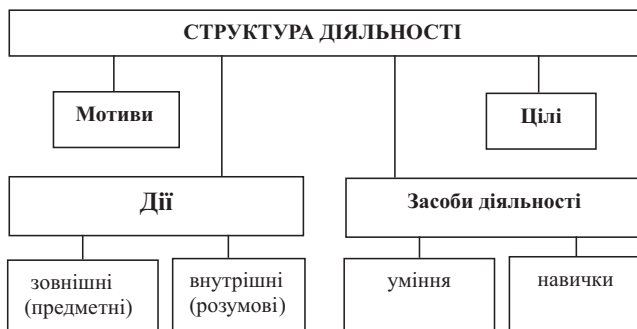 СТРУКТУРА ДІЯЛЬНОСТІ
Мотиви
Цілі
Дії
Засоби діяльності
зовнішні
(предметні)
внутрішні
(розумові)
уміння
навички